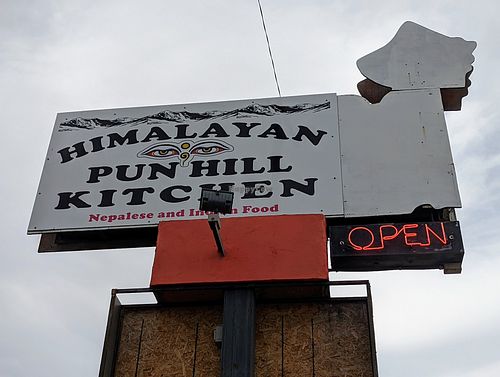 HIMALAYAN
PUN HILL
KITCHEN
Nepalese and Indian Food
OPEN